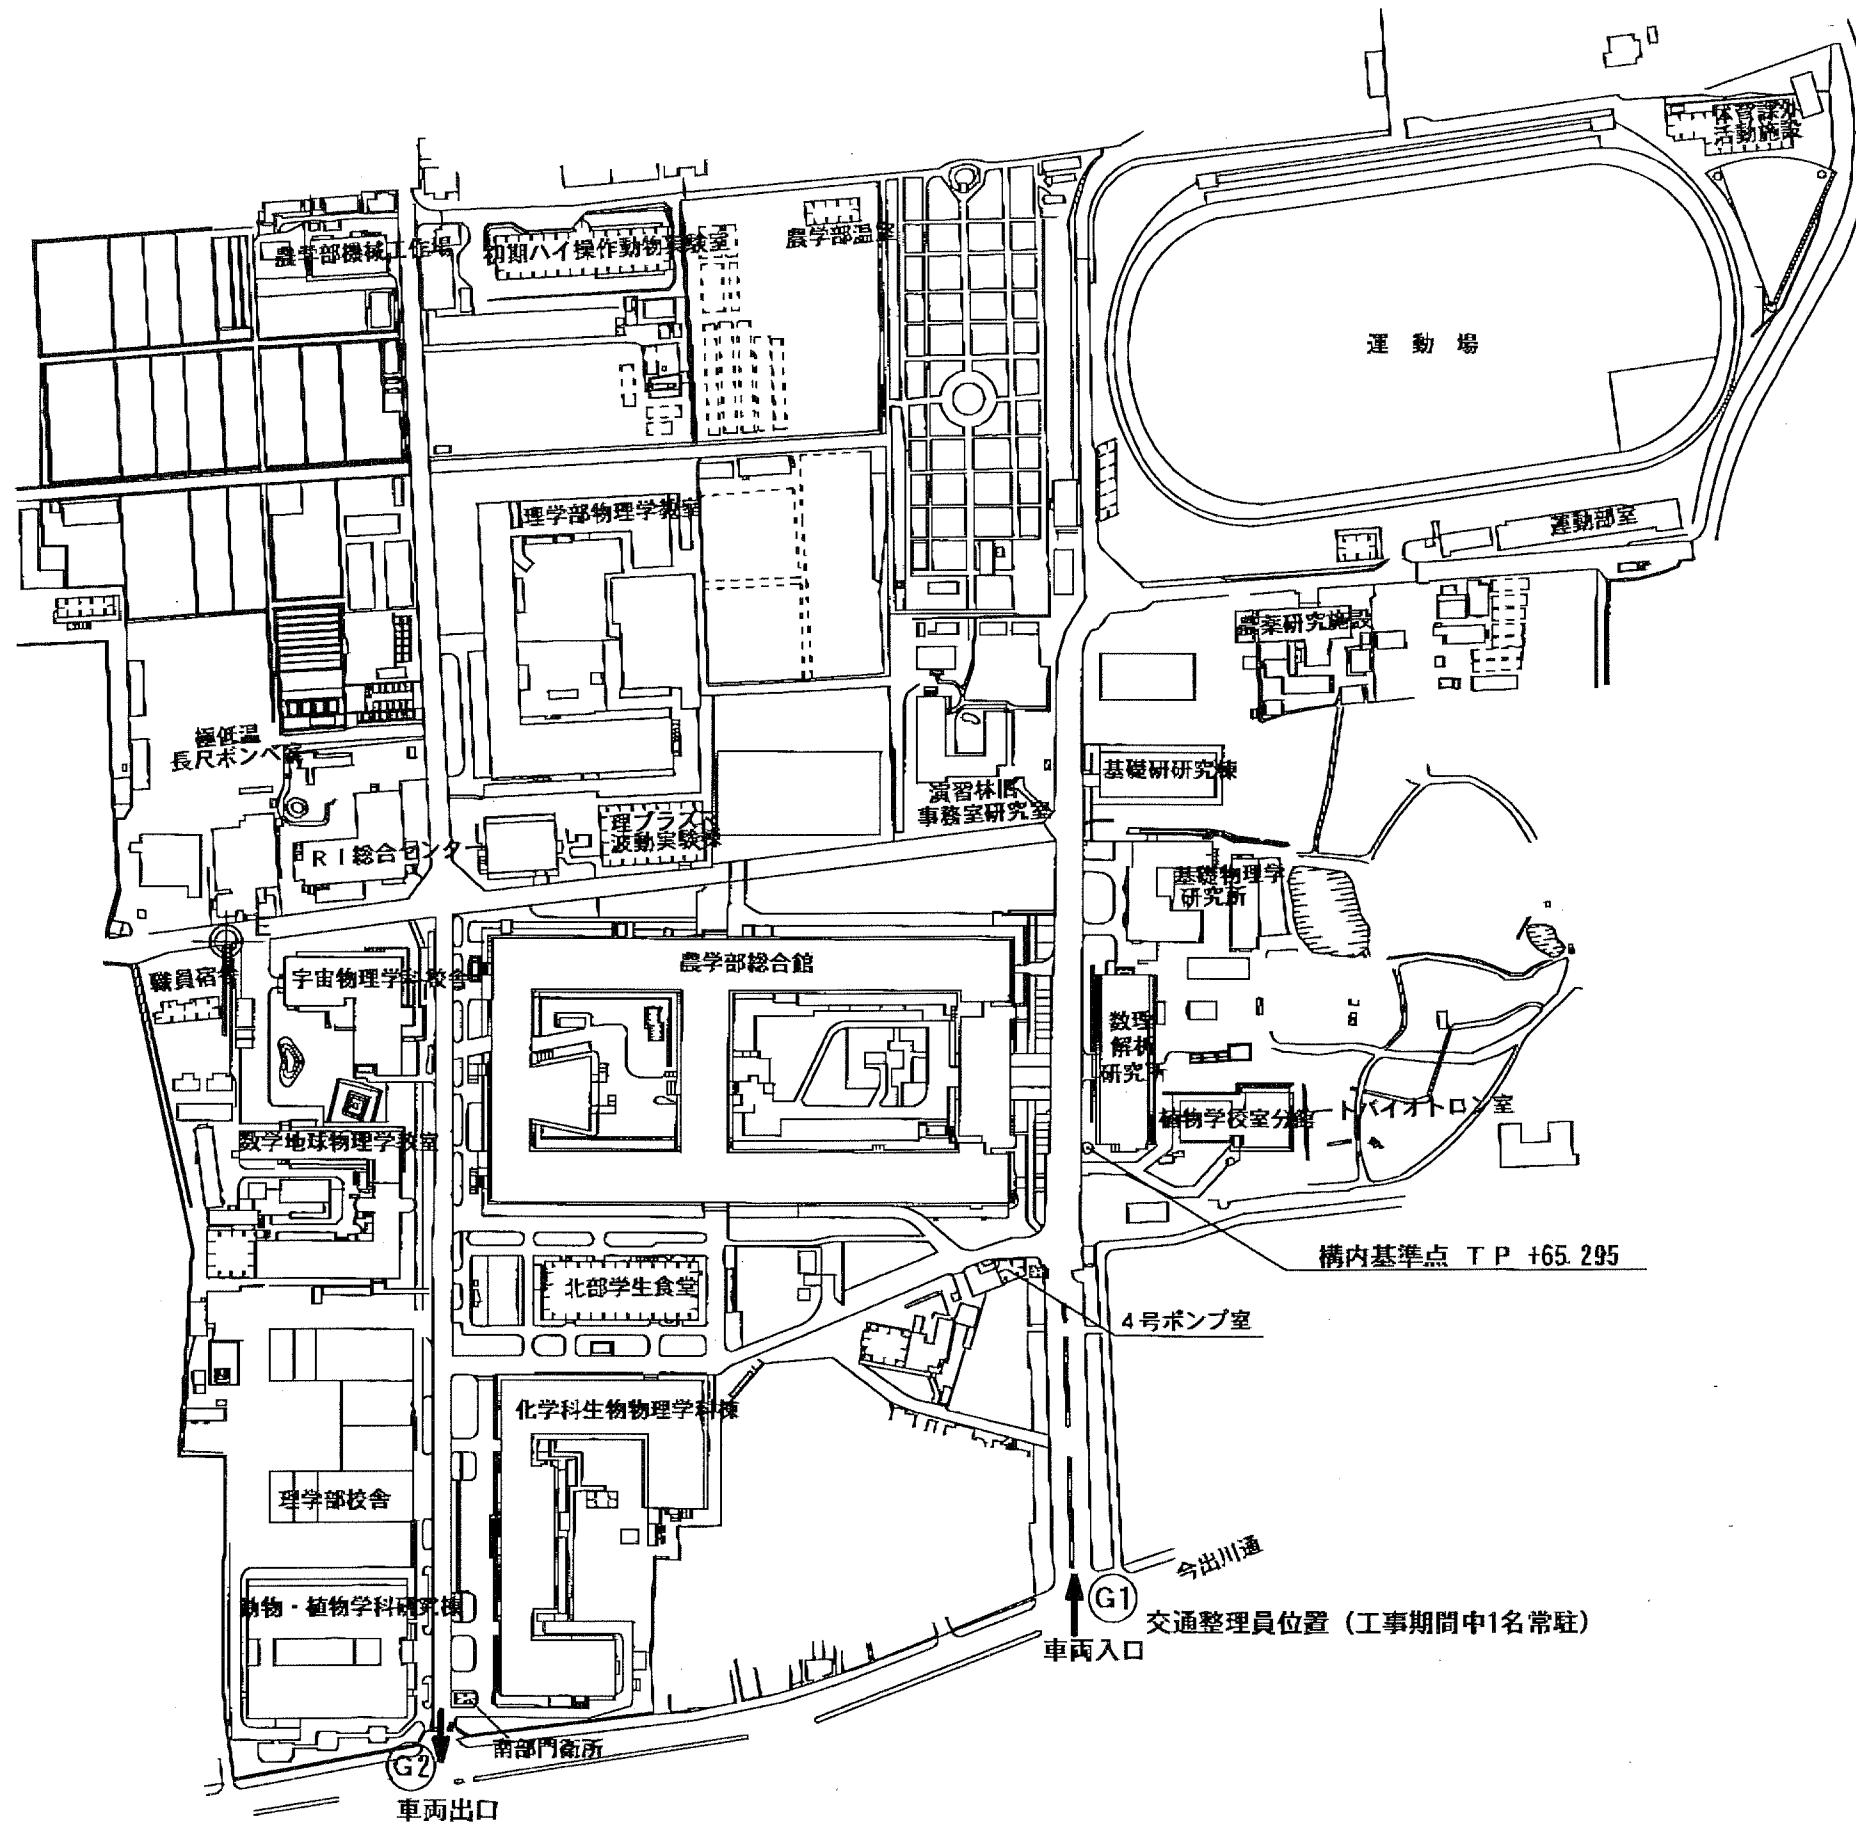 体育課外
活動施設
農学部機械工作場
初期ハイ操作動物実験室
農学部温室
運 動 場
理学部物理学教室
運動部室
農薬研究施設
極低温
長尺ボンベ室
基礎研研究棟
演習林旧
事務室研究室
理プラズマ
波動実験棟
RI総合センター
基礎物理学
研究所
農学部総合館
職員宿舎
宇宙物理学科校舎
数理
解析
研究所
植物学校室分館
ートバイオトロン室
数学地球物理学教室
構内基準点 TP +65.295
北部学生食堂
4号ポンプ室
化学科生物物理学科棟
理学部校舎
今出川通
動物・植物学科研究棟
G1
交通整理員位置(工事期間中1名常駐)
車両入口
南部門衛所
G2
車両出口